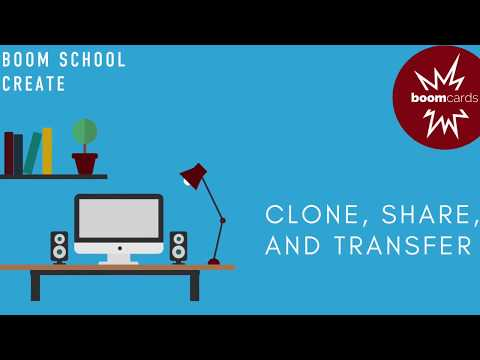 BOOM SCHOOL
CREATE
boomcards
CLONE, SHARE,
AND TRANSFER